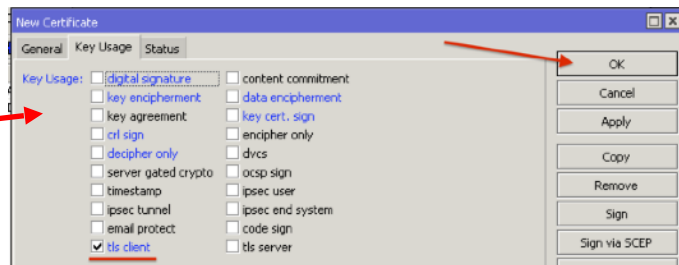 New Certificate
General Key Usage Status
OK
Key Usage: digital signature content commitment
Cancel
key encipherment data encipherment
key agreement key cert. sign
Apply
crl sign encipher only
decipher only dvcs
Copy
server gated crypto ocsp sign
Remove
timestamp ipsec user
ipsec tunnel ipsec end system
Sign
email protect code sign
tls client tls server
Sign via SCEP